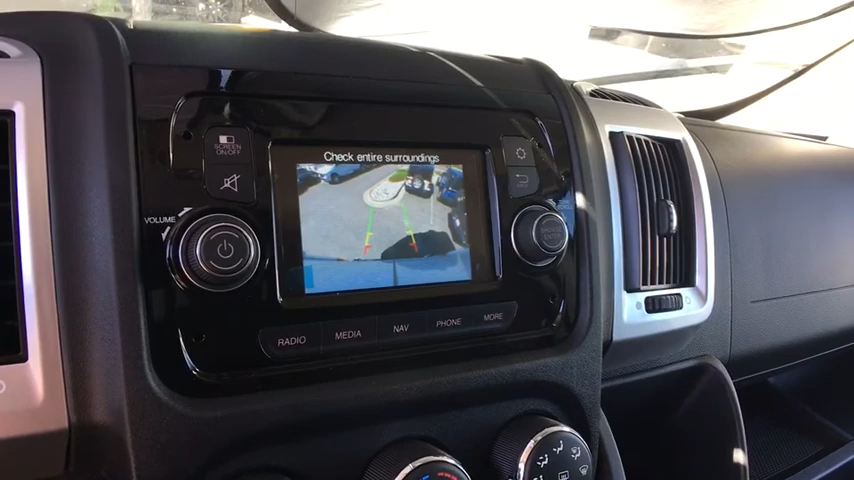 SCREEN
ON/OFF
Check entire surroundings
VOLUME
RADIO
MEDIA
NAV
PHONE
MORE